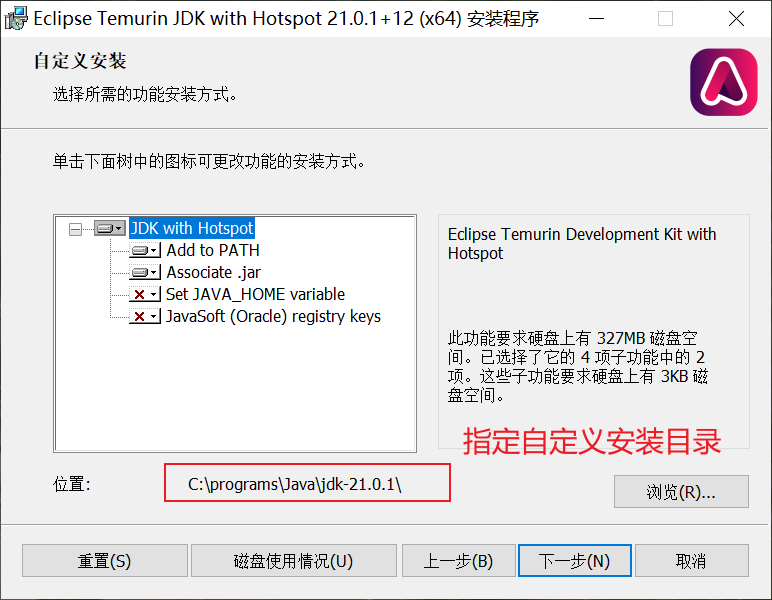 Eclipse Temurin JDK with Hotspot 21.0.1+12 (x64) 安装程序
自定义安装
选择所需的功能安装方式。
单击下面树中的图标可更改功能的安装方式。
JDK with Hotspot
Add to PATH
Associate .jar
Set JAVA_HOME variable
JavaSoft (Oracle) registry keys
Eclipse Temurin Development Kit with
Hotspot
此功能要求硬盘上有 327MB 磁盘空
间。已选择了它的 4 项子功能中的 2
项。这些子功能要求硬盘上有 3KB 磁
盘空间。
指定自定义安装目录
位置:
C:\programs\Java\jdk-21.0.1\
浏览(R)...
重置(S)
磁盘使用情况(U)
上一步(B)
下一步(N)
取消